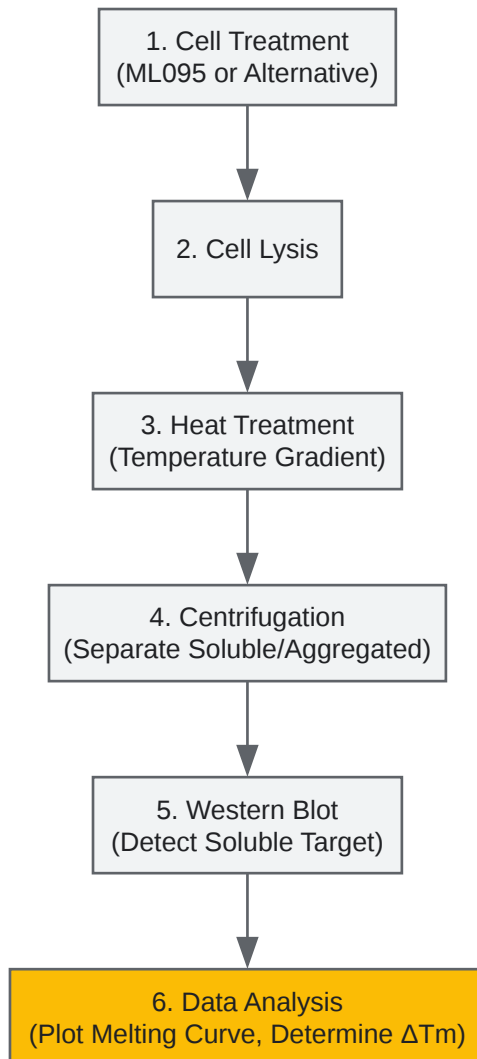 1. Cell Treatment
(ML095 or Alternative)
2. Cell Lysis
3. Heat Treatment
(Temperature Gradient)
4. Centrifugation
(Separate Soluble/Aggregated)
5. Western Blot
(Detect Soluble Target)
6. Data Analysis
(Plot Melting Curve, Determine ΔTm)